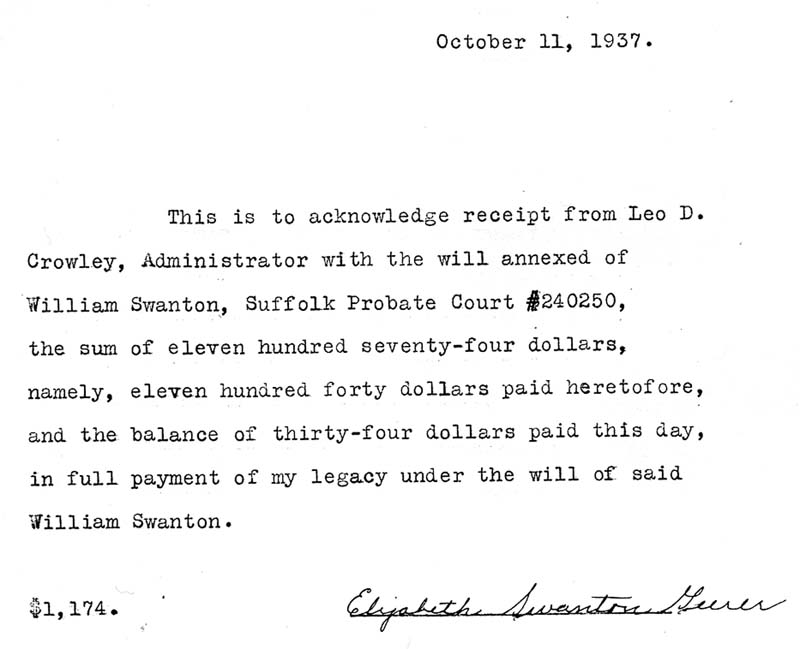 October 11, 1937.
This is to acknowledge receipt from Leo D.
Crowley, Administrator with the will annexed of
William Swanton, Suffolk Probate Court #240250,
the sum of eleven hundred seventy-four dollars,
namely, eleven hundred forty dollars paid heretofore,
and the balance of thirty-four dollars paid this day,
in full payment of my legacy under the will of said
William Swanton.
$1,174. Elizabeth Swanton